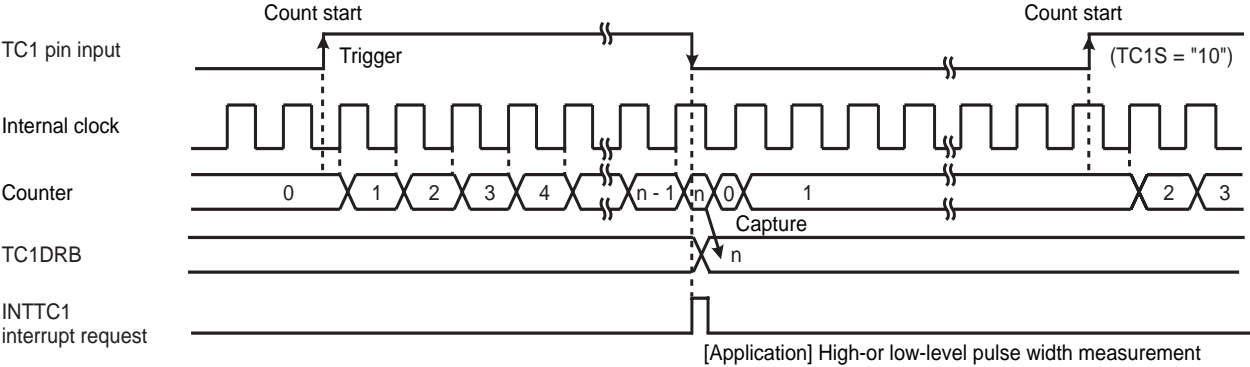 Count start Count start
TC1 pin input
Trigger (TC1S = "10")
Internal clock
Counter 0 1 2 3 4 n - 1 n 0 1 2 3
Capture
TC1DRB n
INTTC1
interrupt request
[Application] High-or low-level pulse width measurement